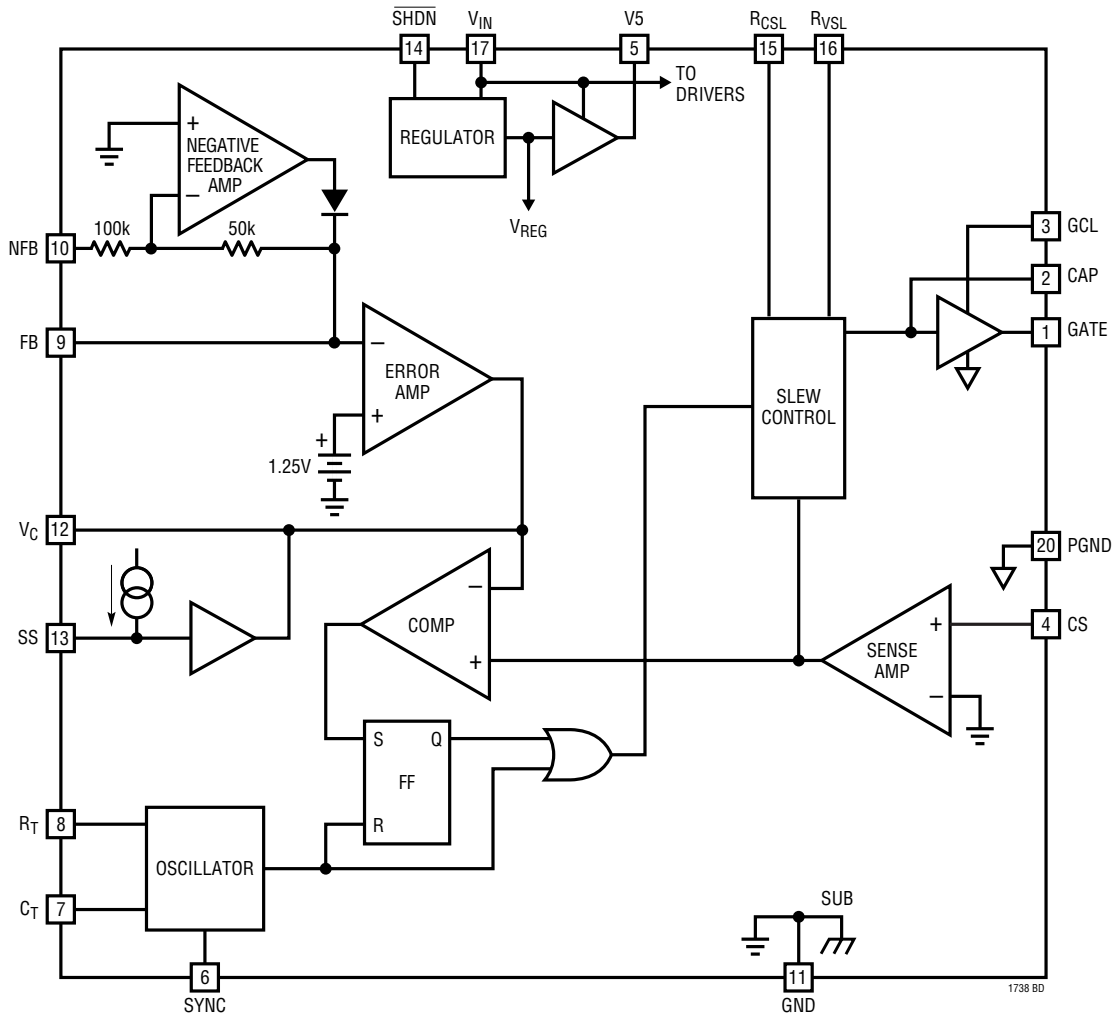 SHDN
VIN
V5
RCSL
RVSL
14
17
5
15
16
TO
DRIVERS
REGULATOR
VREG
+
NEGATIVE
FEEDBACK
AMP
−
100k
50k
NFB
10
3
GCL
2
CAP
1
GATE
FB
9
−
ERROR
AMP
+
+
1.25V
SLEW
CONTROL
VC
12
20
PGND
SS
13
−
COMP
+
+
SENSE
AMP
−
4
CS
S
Q
FF
R
RT
8
OSCILLATOR
CT
7
6
SYNC
SUB
11
GND
1738 BD